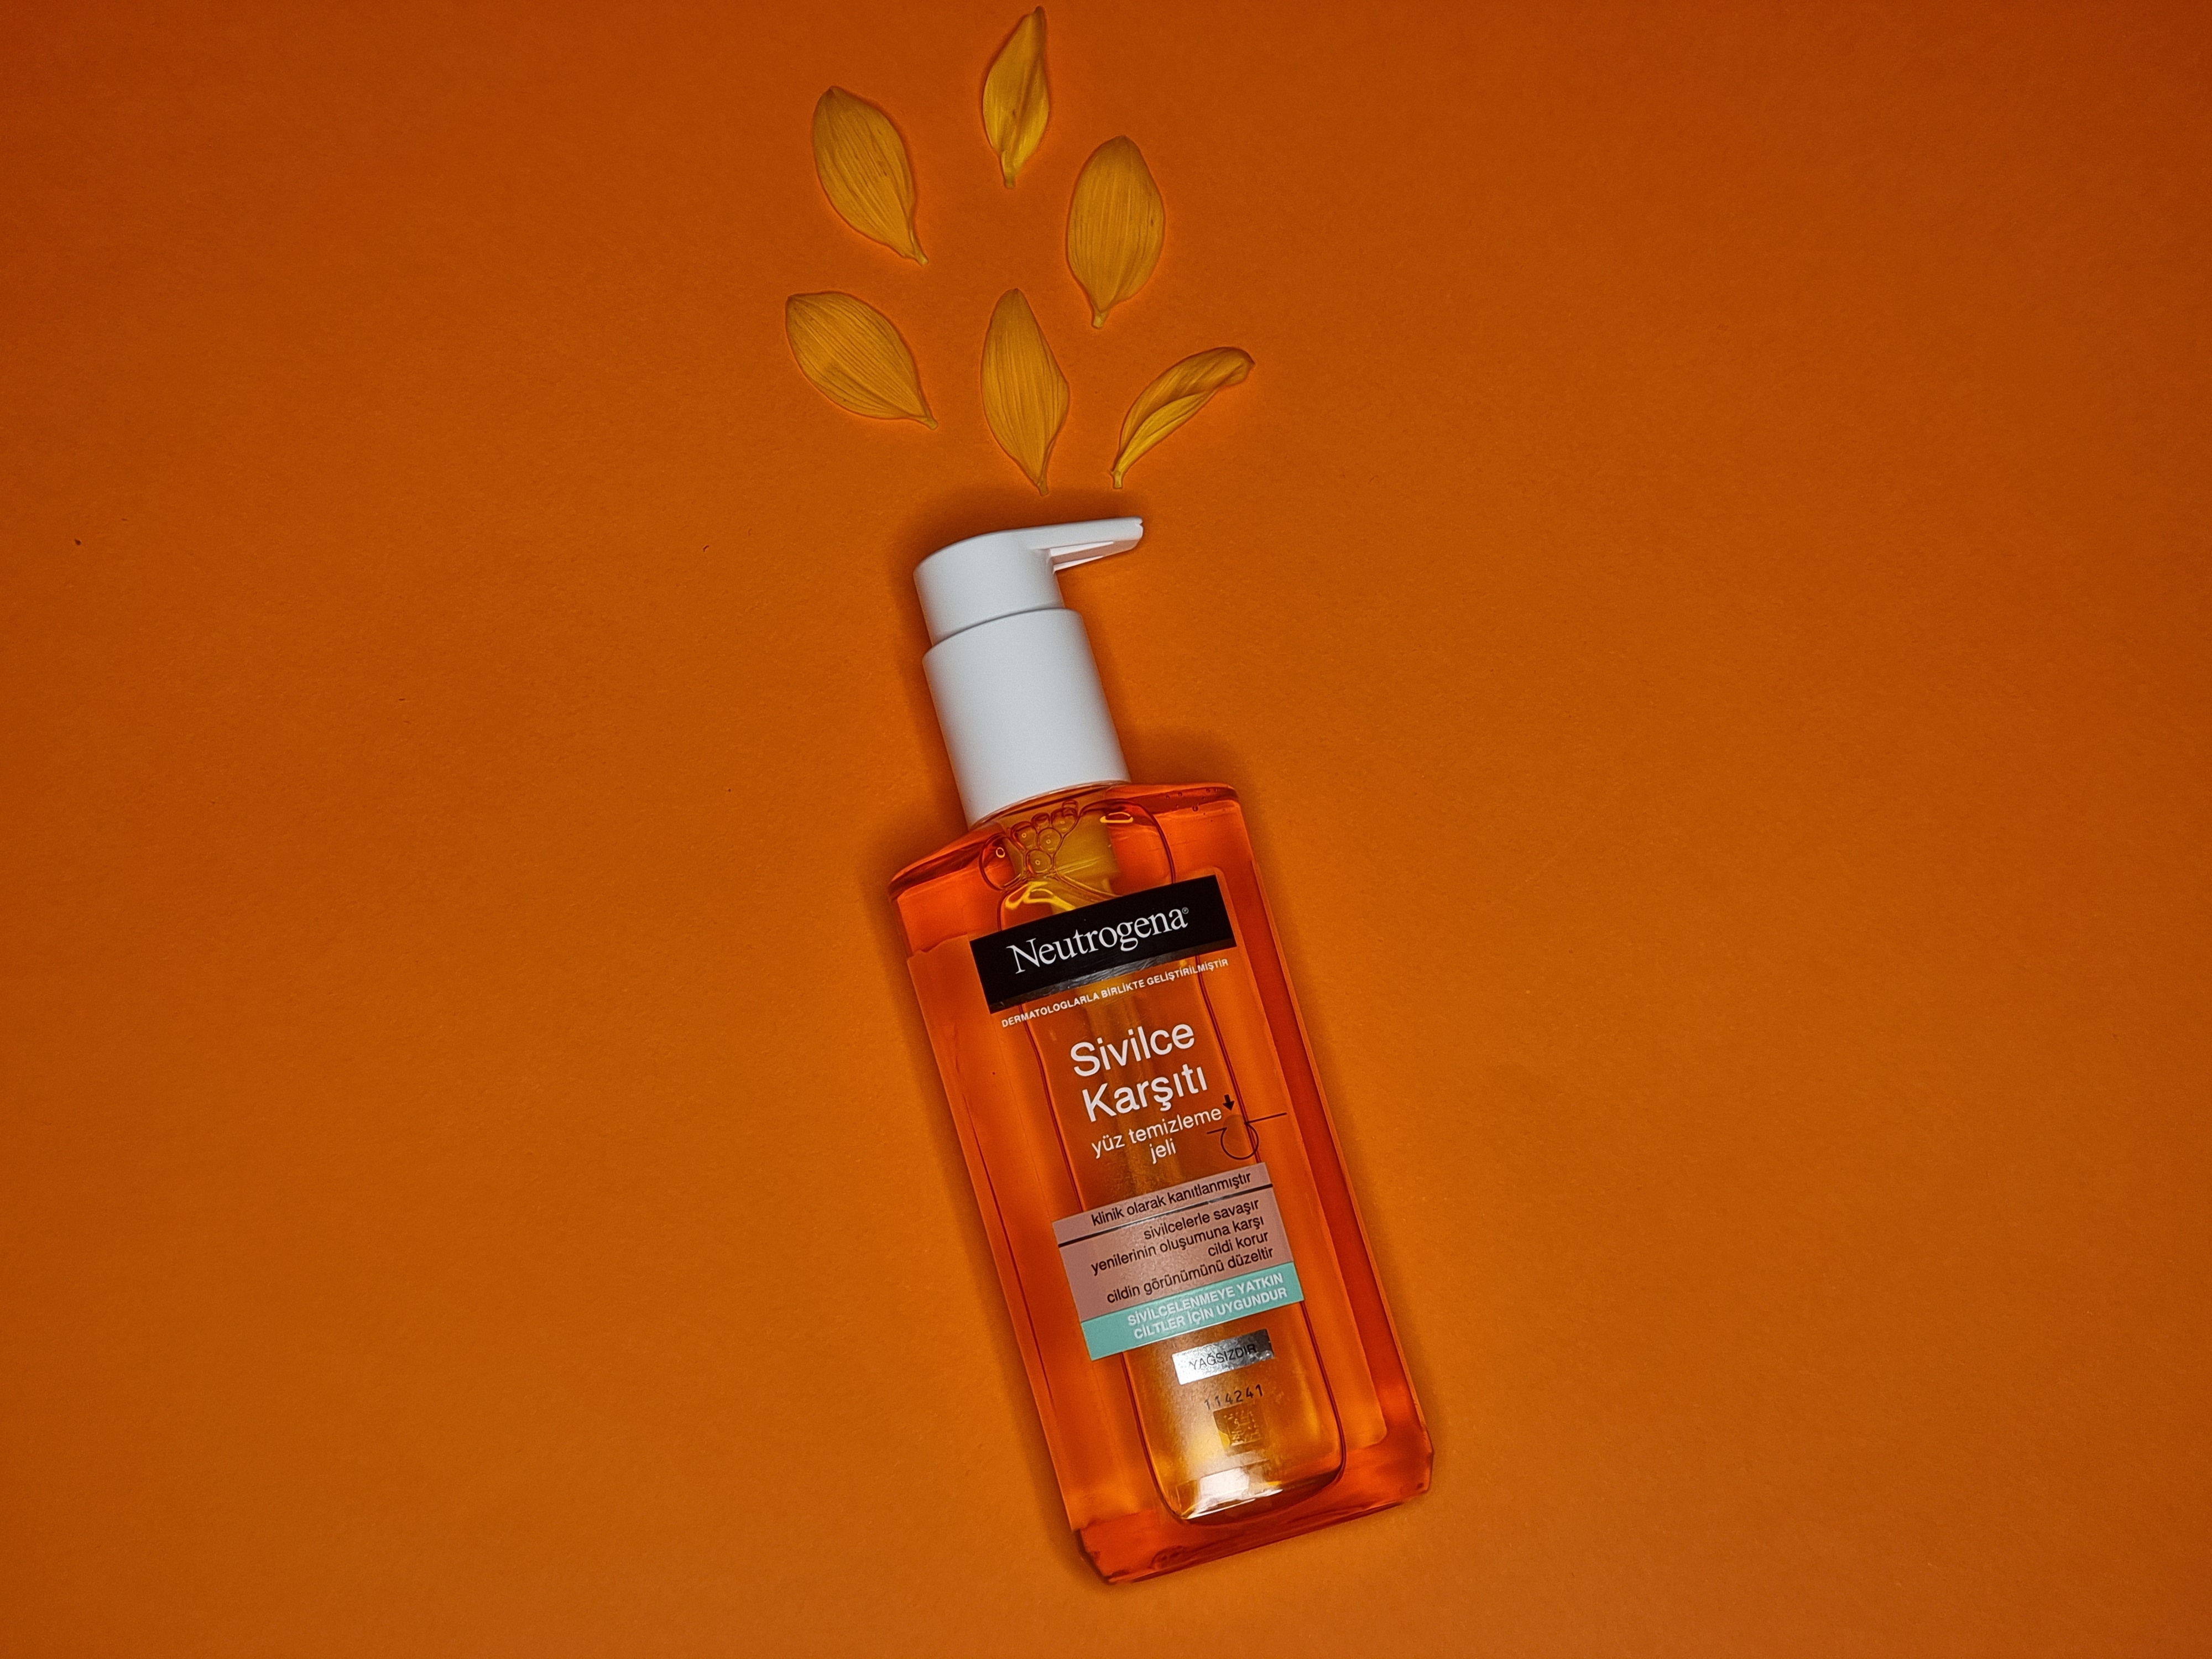 Neutrogena®
DERMATOLOGLARLA BİRLİKTE GELİŞTİRİLMİŞTİR
Sivilce
Karşıtı
yüz temizleme
jeli
klinik olarak kanıtlanmıştır
sivilcelerle savaşır
yenilerinin oluşumuna karşı
cildi korur
cildin görünümünü düzeltir
SİVİLCELENMEYE YATKIN
CİLTLER İÇİN UYGUNDUR
YAĞSIZDIR
114241